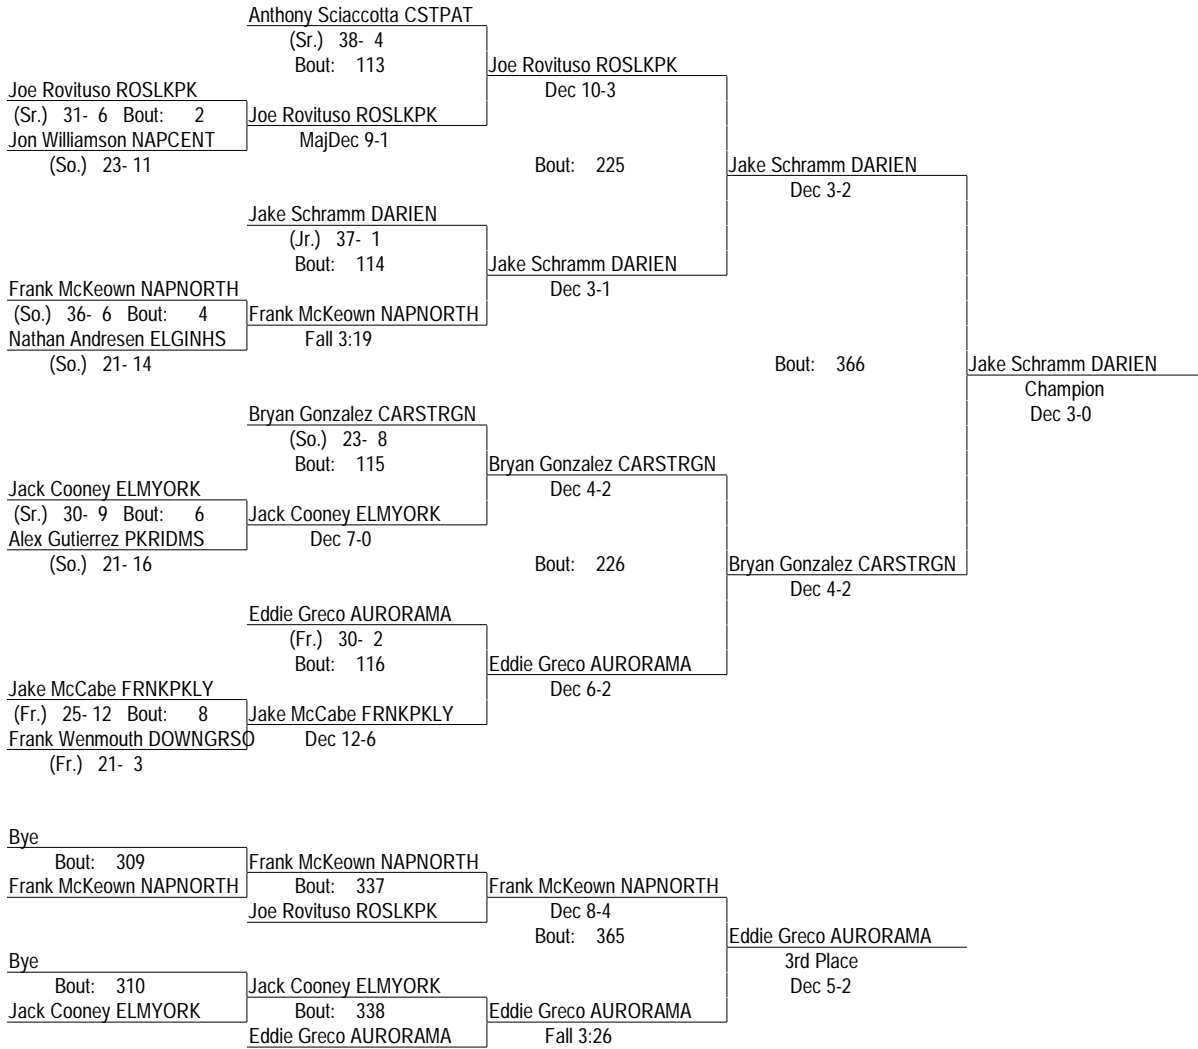 Anthony Sciaccotta CSTPAT
(Sr.) 38- 4
Bout: 113
Joe Rovituso ROSLKPK
Dec 10-3
Joe Rovituso ROSLKPK
(Sr.) 31- 6 Bout: 2
Joe Rovituso ROSLKPK
Jon Williamson NAPCENT
MajDec 9-1
(So.) 23- 11
Bout: 225
Jake Schramm DARIEN
Dec 3-2
Jake Schramm DARIEN
(Jr.) 37- 1
Bout: 114
Jake Schramm DARIEN
Dec 3-1
Frank McKeown NAPNORTH
(So.) 36- 6 Bout: 4
Frank McKeown NAPNORTH
Nathan Andresen ELGINHS
Fall 3:19
(So.) 21- 14
Bout: 366
Jake Schramm DARIEN
Champion
Dec 3-0
Bryan Gonzalez CARSTRGN
(So.) 23- 8
Bout: 115
Bryan Gonzalez CARSTRGN
Dec 4-2
Jack Cooney ELMYORK
(Sr.) 30- 9 Bout: 6
Jack Cooney ELMYORK
Alex Gutierrez PKRIDMS
Dec 7-0
(So.) 21- 16
Bout: 226
Bryan Gonzalez CARSTRGN
Dec 4-2
Eddie Greco AURORAMA
(Fr.) 30- 2
Bout: 116
Eddie Greco AURORAMA
Dec 6-2
Jake McCabe FRNKPKLY
(Fr.) 25- 12 Bout: 8
Jake McCabe FRNKPKLY
Frank Wenmouth DOWNGRSO
Dec 12-6
(Fr.) 21- 3
Bye
Bout: 309
Frank McKeown NAPNORTH
Frank McKeown NAPNORTH
Bout: 337
Frank McKeown NAPNORTH
Joe Rovituso ROSLKPK
Dec 8-4
Bout: 365
Eddie Greco AURORAMA
3rd Place
Dec 5-2
Bye
Bout: 310
Jack Cooney ELMYORK
Jack Cooney ELMYORK
Bout: 338
Eddie Greco AURORAMA
Eddie Greco AURORAMA
Fall 3:26